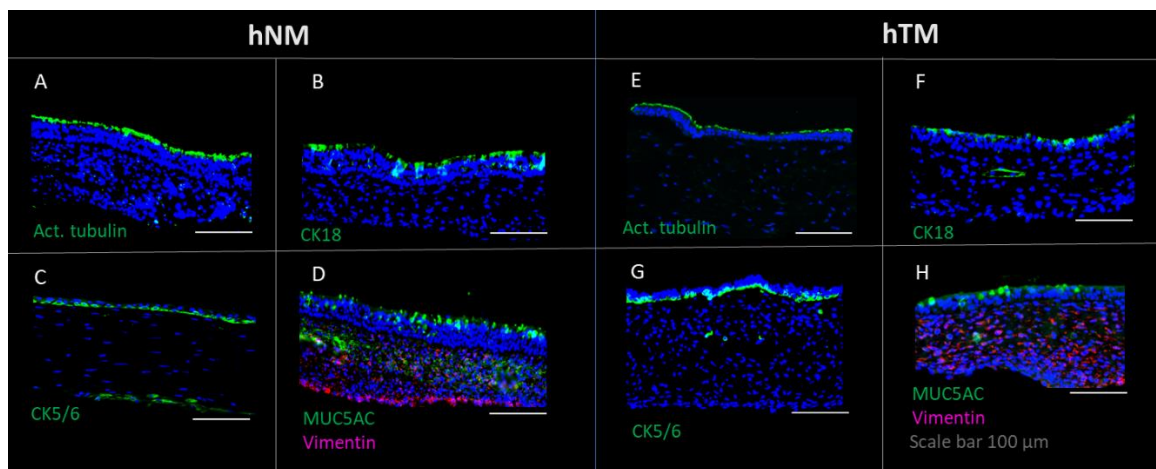 hNM
hTM
A
B
E
F
Act. tubulin
CK18
Act. tubulin
CK18
C
D
G
H
CK5/6
MUC5AC
Vimentin
CK5/6
MUC5AC
Vimentin
Scale bar 100 µm